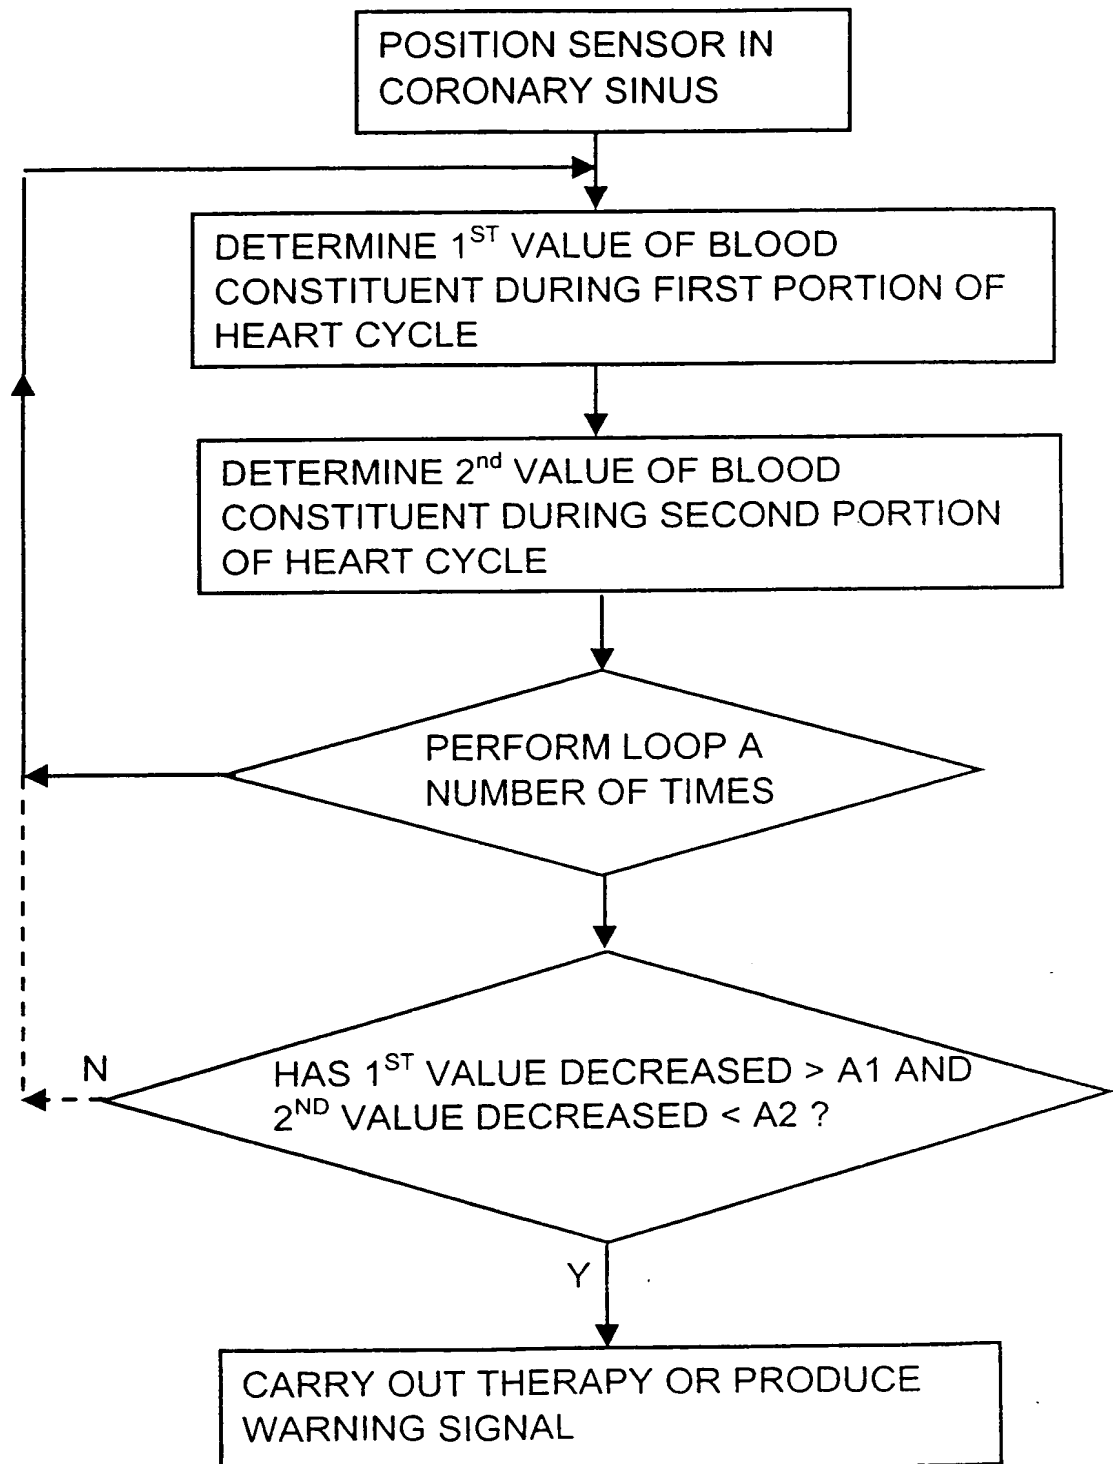 POSITION SENSOR IN
CORONARY SINUS
DETERMINE 1ST VALUE OF BLOOD
CONSTITUENT DURING FIRST PORTION OF
HEART CYCLE
DETERMINE 2nd VALUE OF BLOOD
CONSTITUENT DURING SECOND PORTION
OF HEART CYCLE
PERFORM LOOP A
NUMBER OF TIMES
N
HAS 1ST VALUE DECREASED > A1 AND
2ND VALUE DECREASED < A2 ?
Y
CARRY OUT THERAPY OR PRODUCE
WARNING SIGNAL